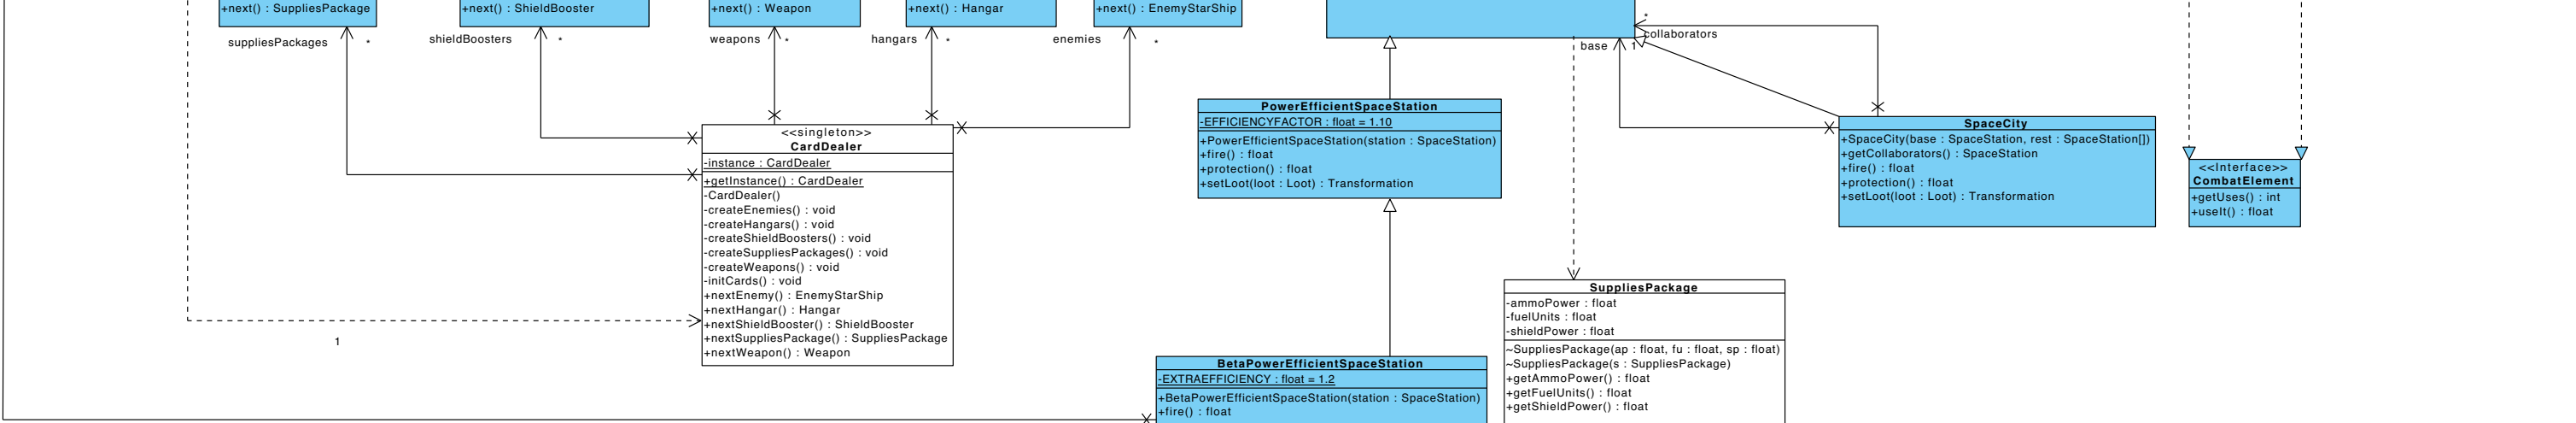 +next() : SuppliesPackage
+next() : ShieldBooster
+next() : Weapon
+next() : Hangar
+next() : EnemyStarShip
suppliesPackages
*
shieldBoosters
*
weapons
*
hangars
*
enemies
*
*
collaborators
base
1
<<singleton>>
CardDealer
-instance : CardDealer
+getInstance() : CardDealer
-CardDealer()
-createEnemies() : void
-createHangars() : void
-createShieldBoosters() : void
-createSuppliesPackages() : void
-createWeapons() : void
-initCards() : void
+nextEnemy() : EnemyStarShip
+nextHangar() : Hangar
+nextShieldBooster() : ShieldBooster
+nextSuppliesPackage() : SuppliesPackage
+nextWeapon() : Weapon
1
PowerEfficientSpaceStation
-EFFICIENCYFACTOR : float = 1.10
+PowerEfficientSpaceStation(station : SpaceStation)
+fire() : float
+protection() : float
+setLoot(loot : Loot) : Transformation
SpaceCity
+SpaceCity(base : SpaceStation, rest : SpaceStation[])
+getCollaborators() : SpaceStation
+fire() : float
+protection() : float
+setLoot(loot : Loot) : Transformation
<<Interface>>
CombatElement
+getUses() : int
+useIt() : float
SuppliesPackage
-ammoPower : float
-fuelUnits : float
-shieldPower : float
~SuppliesPackage(ap : float, fu : float, sp : float)
~SuppliesPackage(s : SuppliesPackage)
+getAmmoPower() : float
+getFuelUnits() : float
+getShieldPower() : float
BetaPowerEfficientSpaceStation
-EXTRAEFFICIENCY : float = 1.2
+BetaPowerEfficientSpaceStation(station : SpaceStation)
+fire() : float